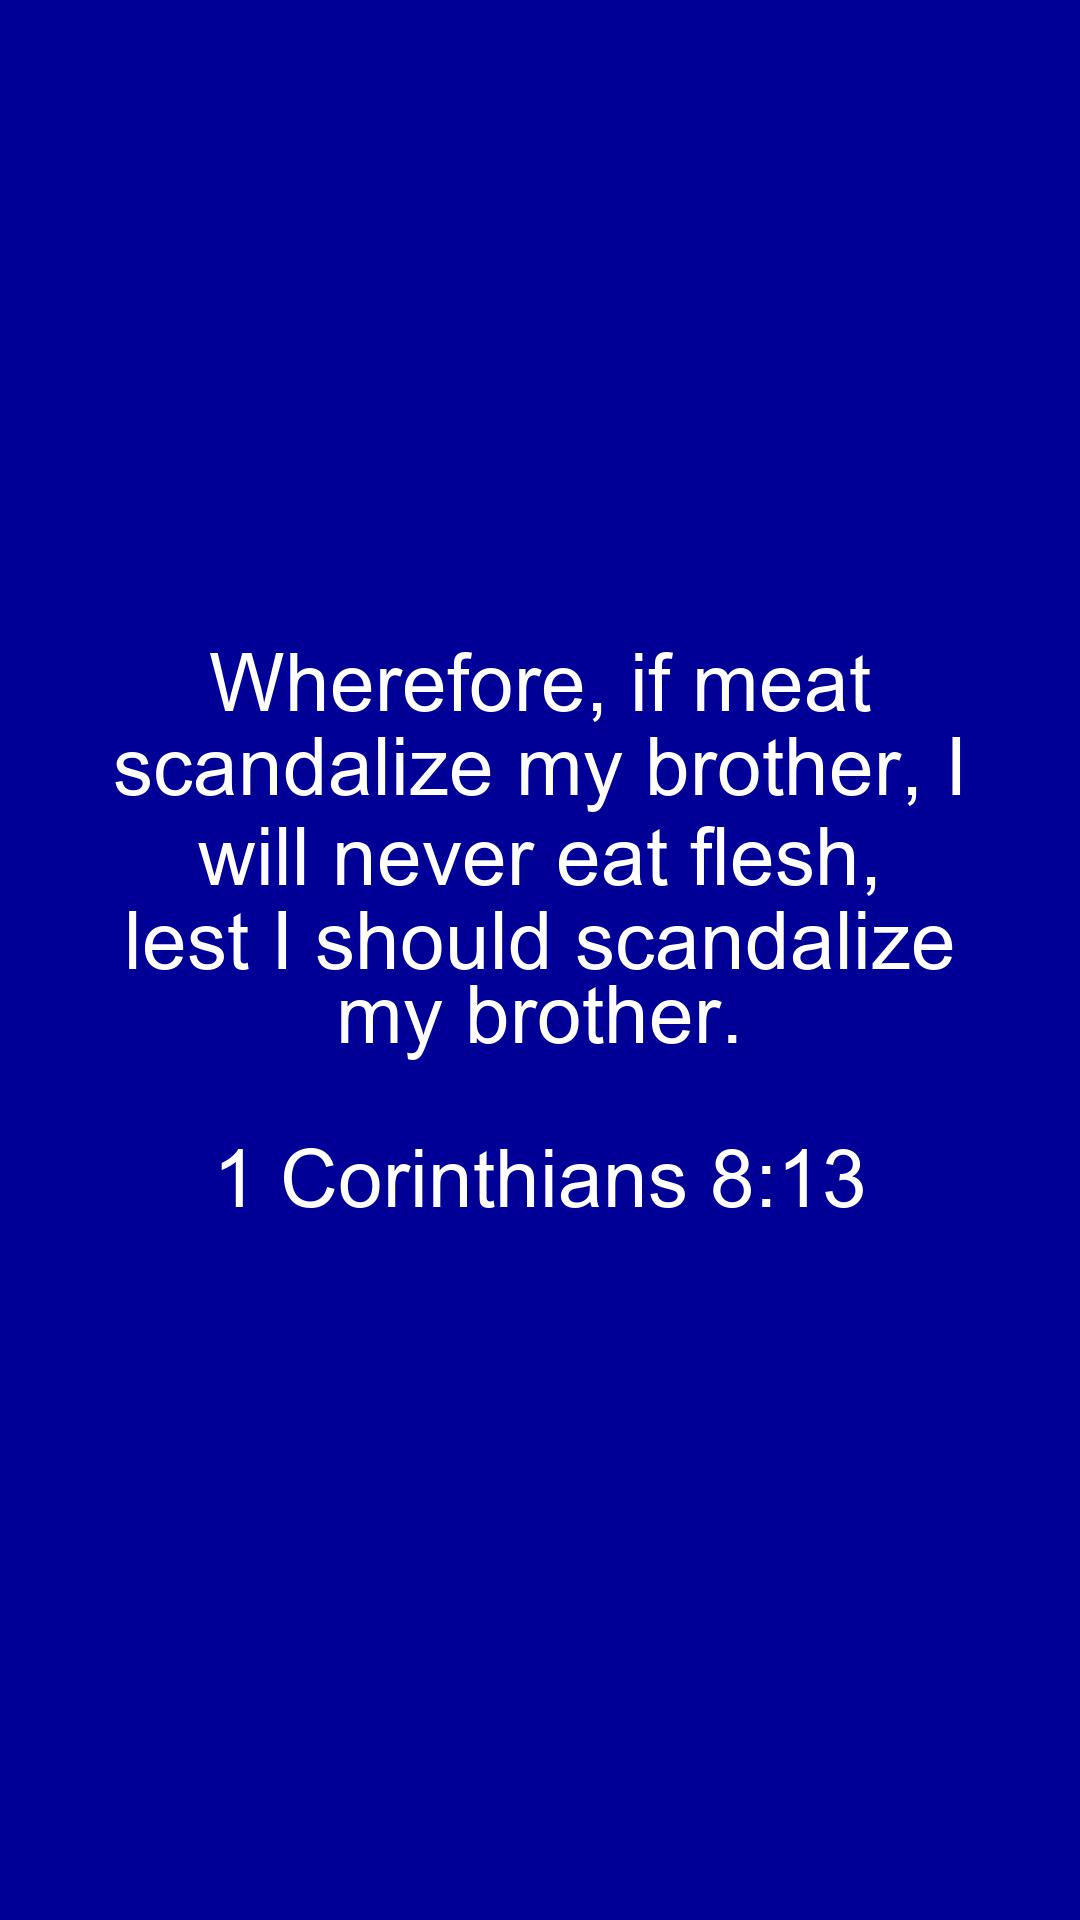 Wherefore, if meat
scandalize my brother, I
will never eat flesh,
lest I should scandalize
my brother.
1 Corinthians 8:13